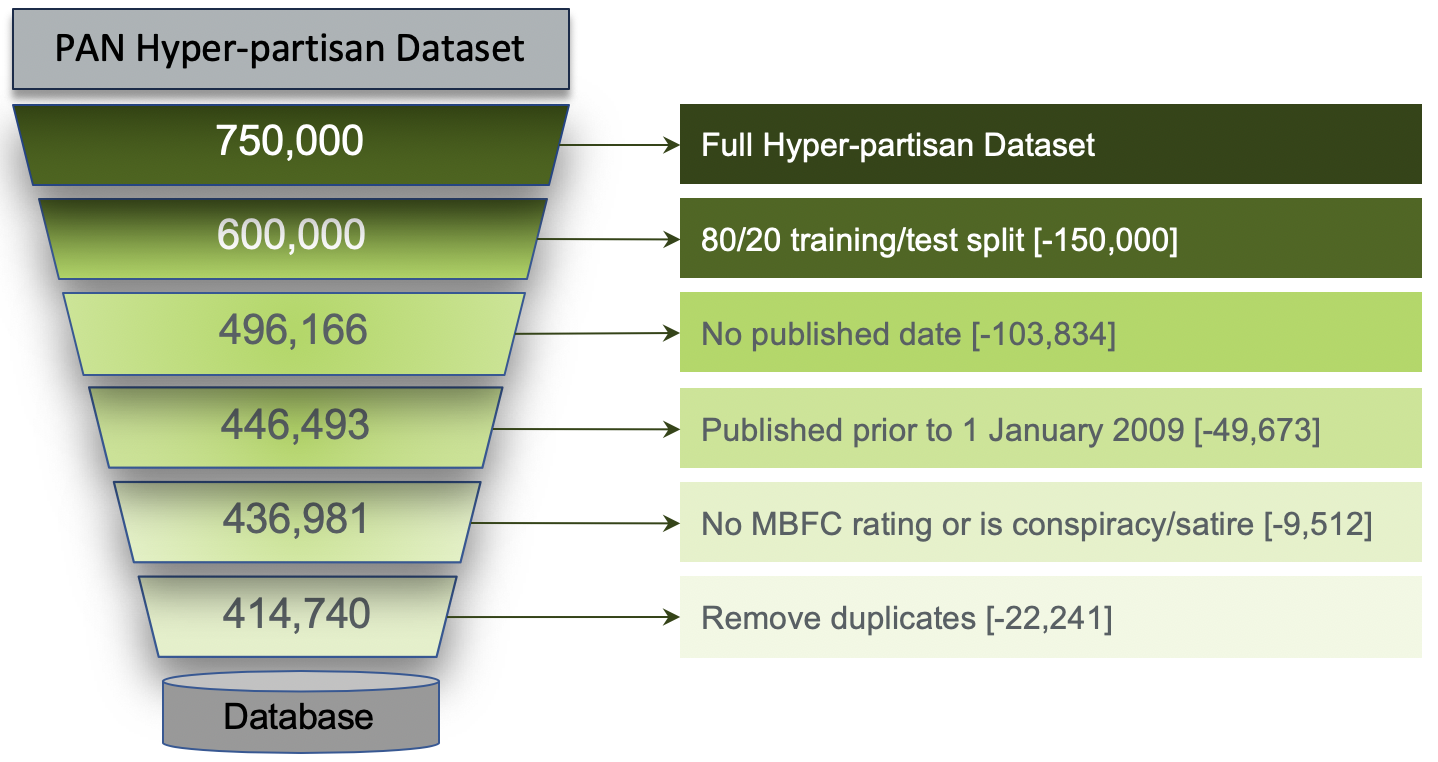 PAN Hyper-partisan Dataset
750,000
Full Hyper-partisan Dataset
600,000
80/20 training/test split [-150,000]
496,166
No published date [-103,834]
446,493
Published prior to 1 January 2009 [-49,673]
436,981
No MBFC rating or is conspiracy/satire [-9,512]
414,740
Remove duplicates [-22,241]
Database